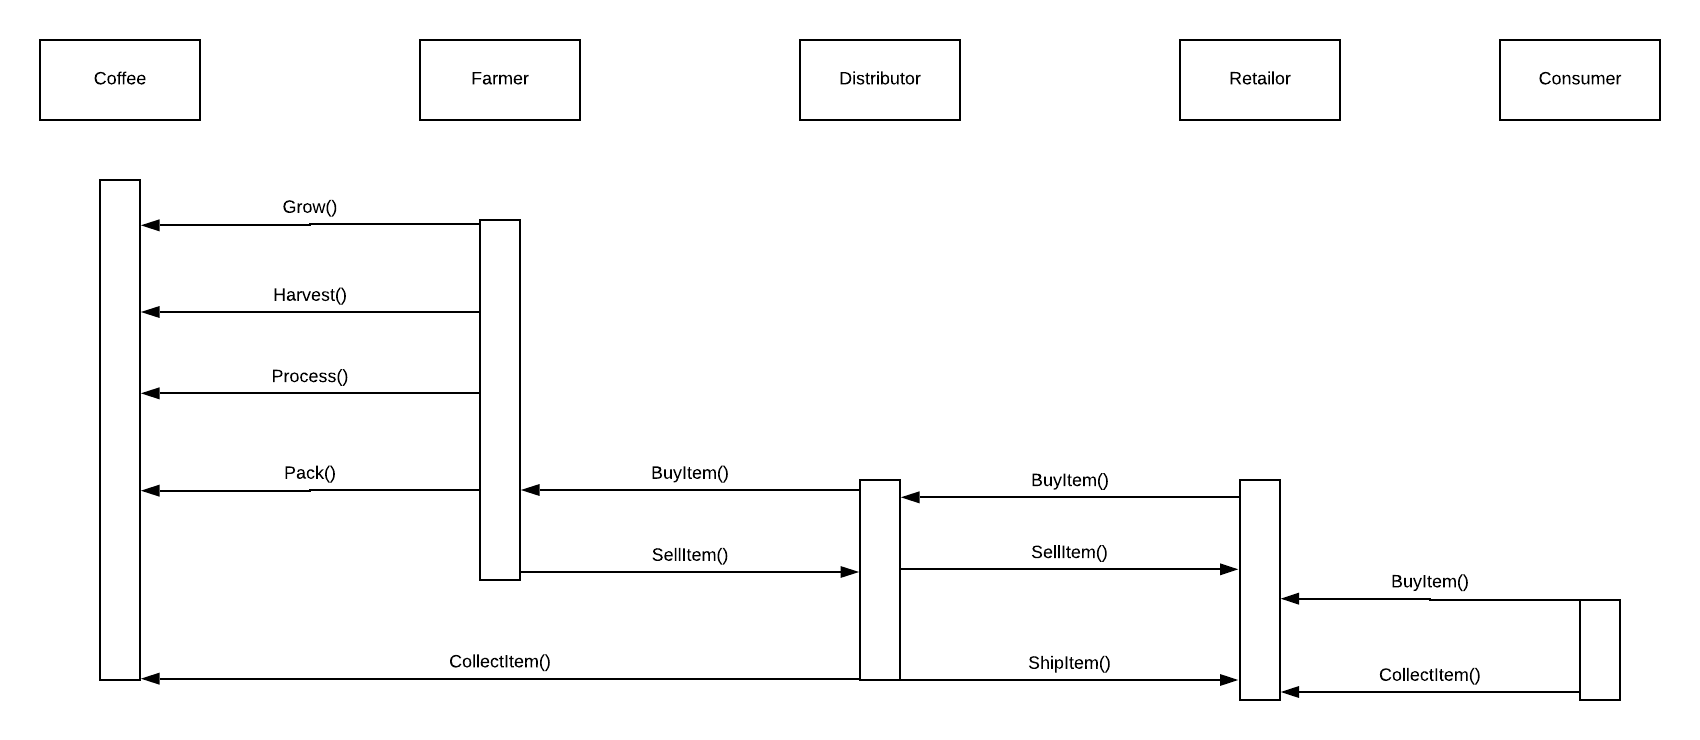 Coffee
Farmer
Distributor
Retailor
Consumer
Grow()
Harvest()
Process()
Pack()
BuyItem()
BuyItem()
SellItem()
SellItem()
BuyItem()
CollectItem()
ShipItem()
CollectItem()